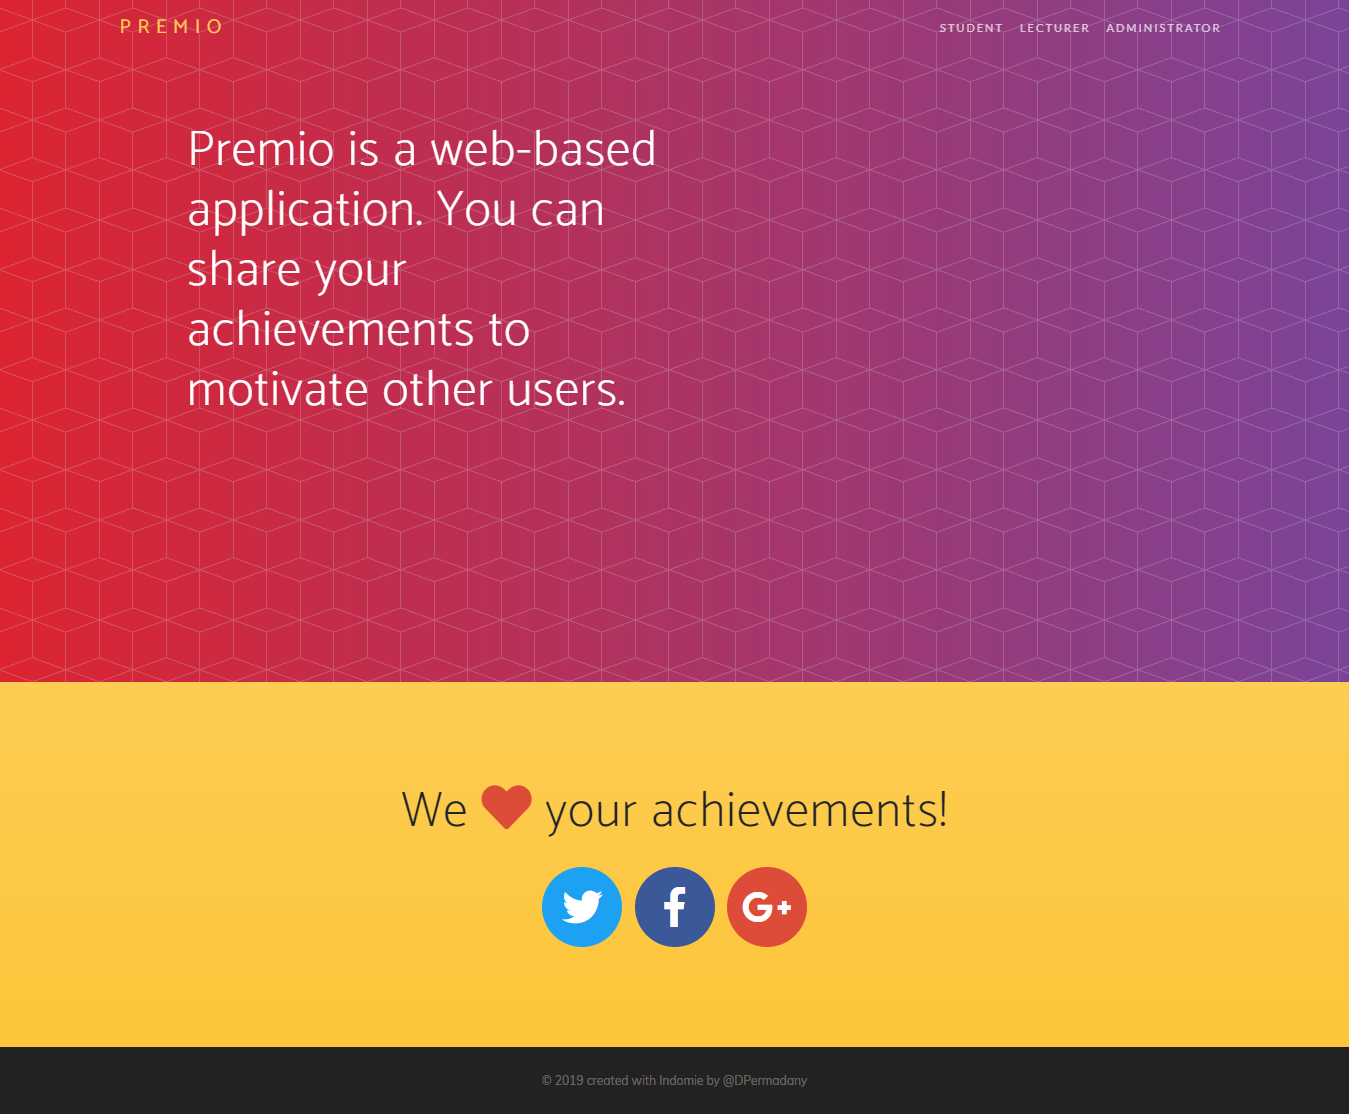 PREMIO
STUDENT LECTURER ADMINISTRATOR
Premio is a web-based
application. You can
share your
achievements to
motivate other users.
We your achievements!
G+
© 2019 created with Indomie by @DPermadany